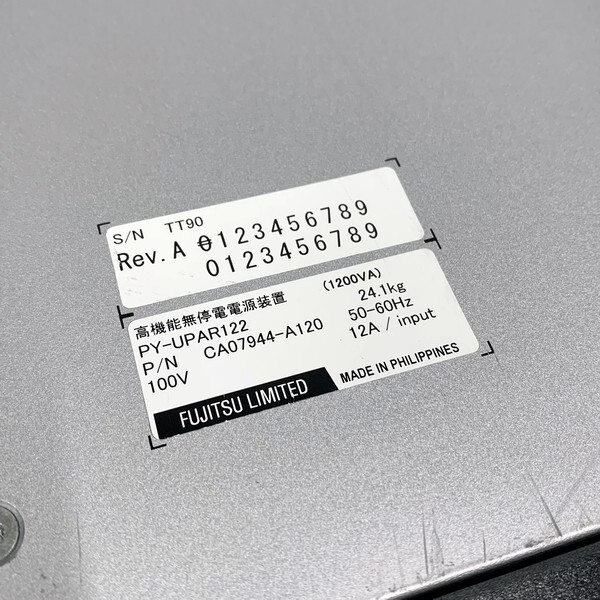 S/N TT90
Rev. A 0123456789
0123456789
高機能無停電電源装置 (1200VA)
PY-UPAR122 24.1kg
P/N CA07944-A120 50-60Hz
100V 12A / input
FUJITSU LIMITED MADE IN PHILIPPINES